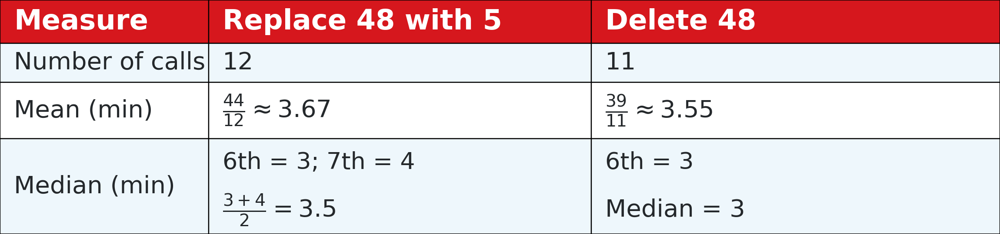 Measure Replace 48 with 5 Delete 48
Number of calls 12 11
Mean (min) 44/12 ≈ 3.67 39/11 ≈ 3.55
Median (min) 6th = 3; 7th = 4 6th = 3
(3 + 4)/2 = 3.5 Median = 3